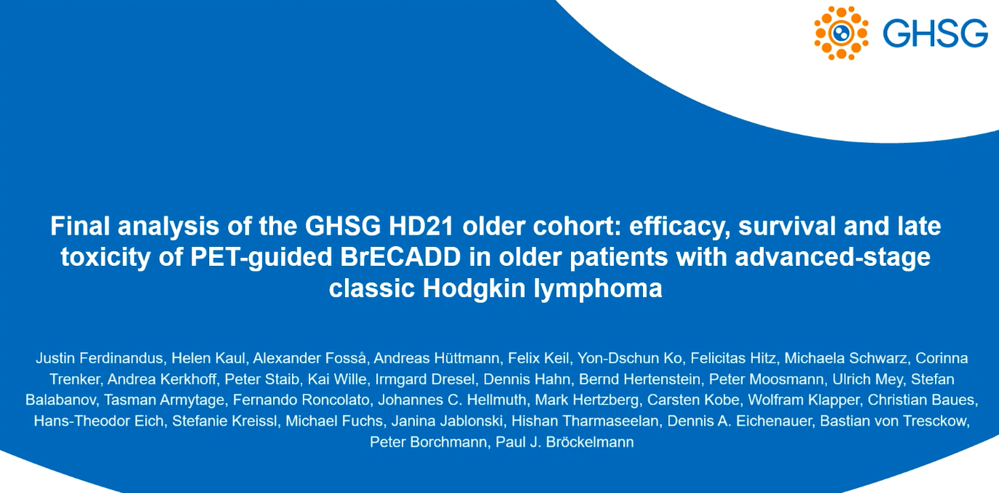 GHSG
Final analysis of the GHSG HD21 older cohort: efficacy, survival and late
toxicity of PET-guided BrECADD in older patients with advanced-stage
classic Hodgkin lymphoma
Justin Ferdinandus, Helen Kaul, Alexander Fosså, Andreas Hüttmann, Felix Keil, Yon-Dschun Ko, Felicitas Hitz, Michaela Schwarz, Corinna
Trenker, Andrea Kerkhoff, Peter Staib, Kai Wille, Irmgard Dresel, Dennis Hahn, Bernd Hertenstein, Peter Moosmann, Ulrich Mey, Stefan
Balabanov, Tasman Armytage, Fernando Roncolato, Johannes C. Hellmuth, Mark Hertzberg, Carsten Kobe, Wolfram Klapper, Christian Baues,
Hans-Theodor Eich, Stefanie Kreissl, Michael Fuchs, Janina Jablonski, Hishan Tharmaseelan, Dennis A. Eichenauer, Bastian von Tresckow,
Peter Borchmann, Paul J. Bröckelmann